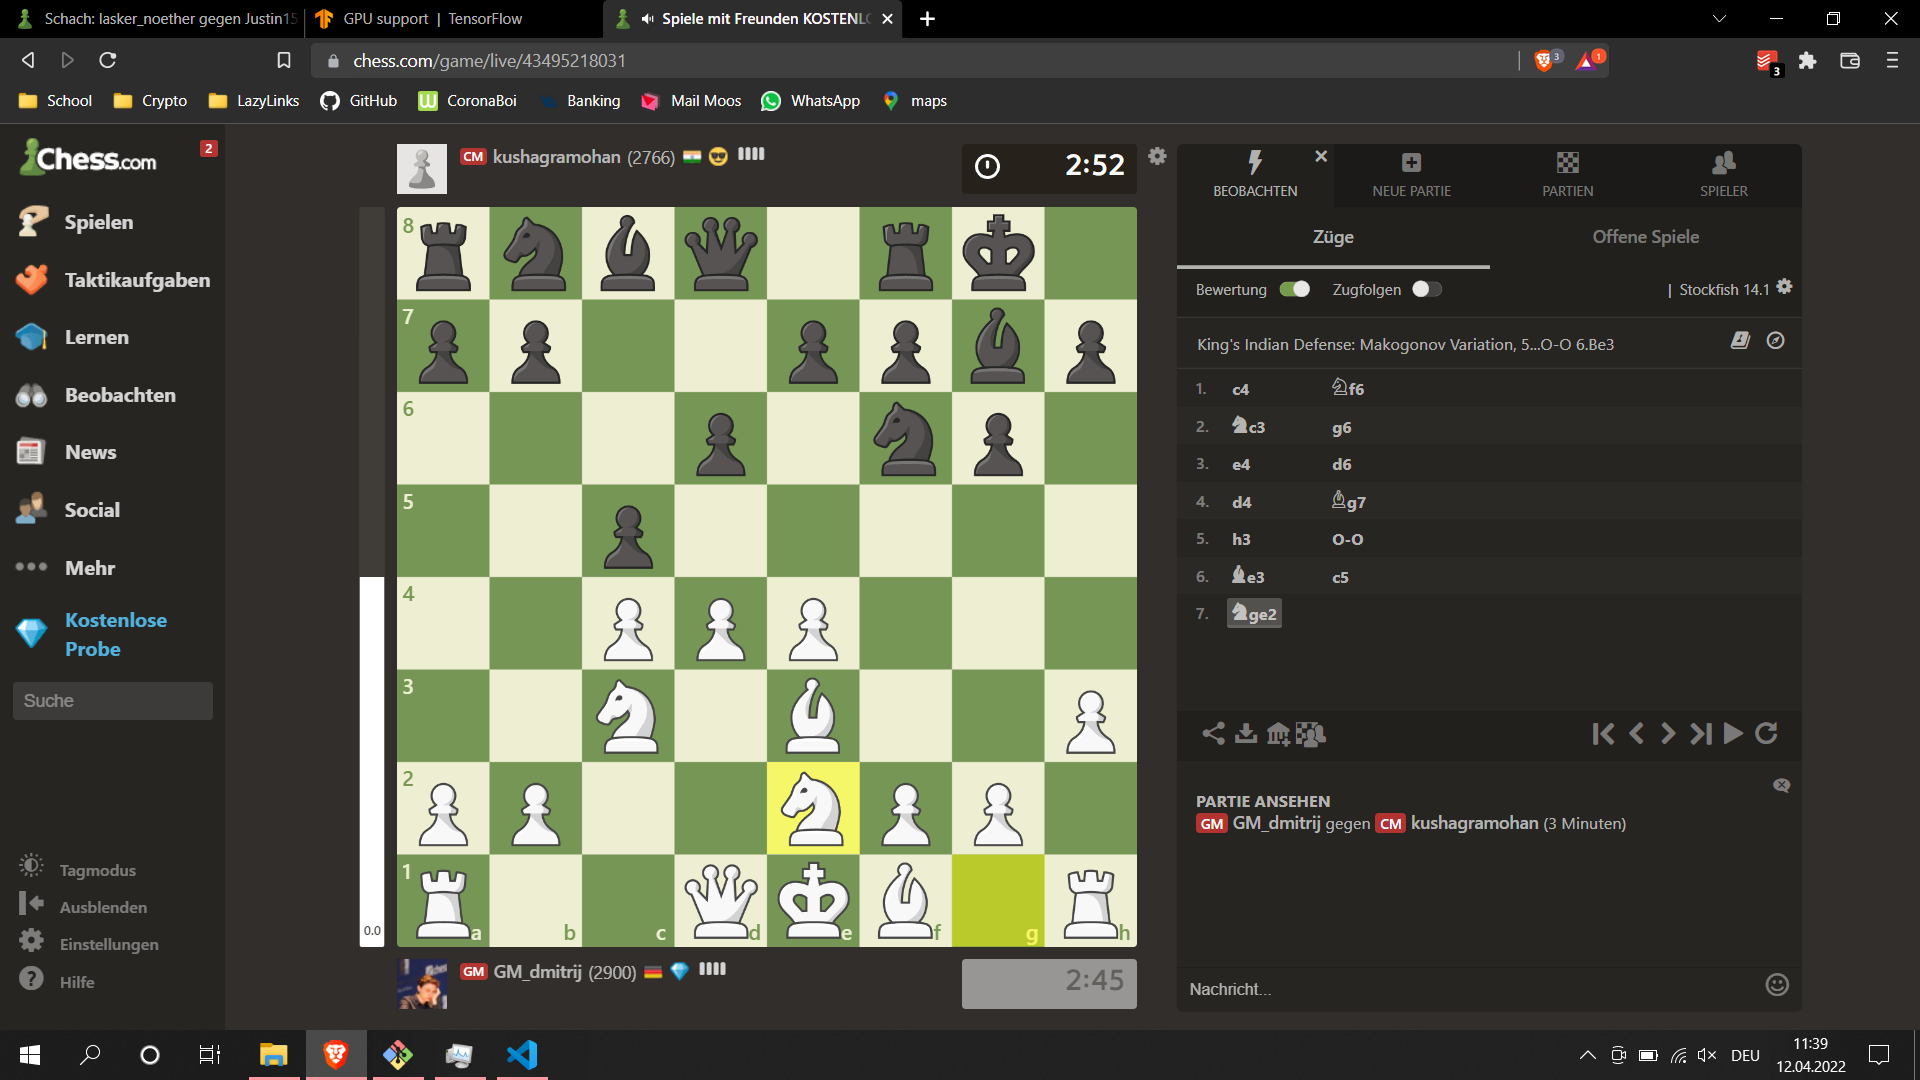 Schach: lasker_noether gegen Justin15
GPU support | TensorFlow
Spiele mit Freunden KOSTENLO
chess.com/game/live/43495218031
3
1
3
School
Crypto
LazyLinks
GitHub
CoronaBoi
Banking
Mail Moos
WhatsApp
maps
Chess.com
2
Spielen
Taktikaufgaben
Lernen
Beobachten
News
Social
Mehr
Kostenlose
Probe
Suche
Tagmodus
Ausblenden
Einstellungen
Hilfe
CM kushagramohan (2766)
2:52
8
7
6
5
4
3
2
1
a b c d e f g h
0.0
GM GM_dmitrij (2900)
2:45
BEOBACHTEN
NEUE PARTIE
PARTIEN
SPIELER
Züge
Offene Spiele
Bewertung
Zugfolgen
| Stockfish 14.1
King's Indian Defense: Makogonov Variation, 5...O-O 6.Be3
1. c4 ♘f6
2. ♞c3 g6
3. e4 d6
4. d4 ♗g7
5. h3 O-O
6. ♝e3 c5
7. ♞ge2
PARTIE ANSEHEN
GM GM_dmitrij gegen CM kushagramohan (3 Minuten)
Nachricht...
DEU
11:39
12.04.2022